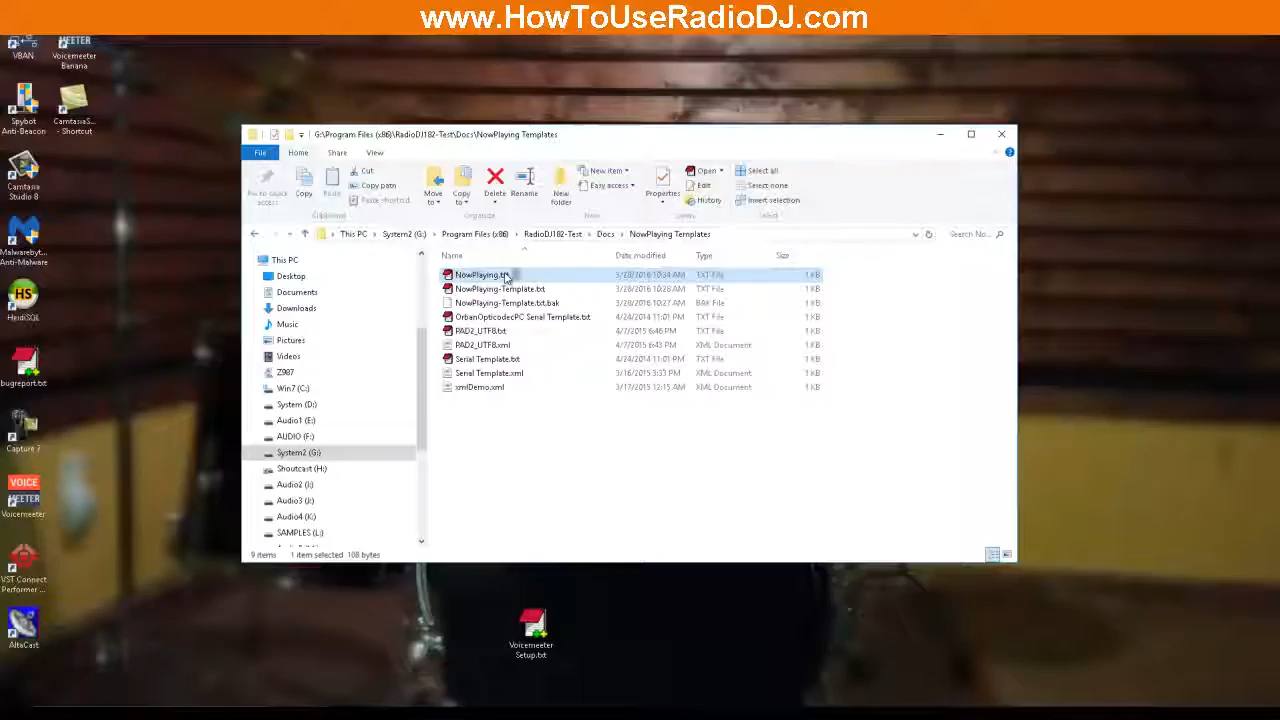 www.HowToUseRadioDJ.com
VBAN
Voicemeeter
Banana
Spybot
Anti-Beacon
CamtasiaS...
- Shortcut
Camtasia
Studio 8
Malwarebyt...
Anti-Malware
HeidiSQL
bugreport.txt
Capture 7
VOICE
MEETER
Voicemeeter
VST Connect
Performer ...
AltaCast
G:\Program Files (x86)\RadioDJ182-Test\Docs\NowPlaying Templates
File
Home
Share
View
Copy
Paste
Cut
Copy path
Paste shortcut
Move
to
Copy
to
Delete
Rename
New
folder
New item
Easy access
Properties
Open
Edit
History
Select all
Select none
Invert selection
Clipboard
Organize
New
Select
This PC
System2 (G:)
Program Files (x86)
RadioDJ182-Test
Docs
NowPlaying Templates
Search No...
Name
Date modified
Type
Size
This PC
Desktop
Documents
Downloads
Music
Pictures
Videos
Z987
Win7 (C:)
System (D:)
Audio1 (E:)
AUDIO (F:)
System2 (G:)
Shoutcast (H:)
Audio2 (I:)
Audio3 (J:)
Audio4 (K:)
SAMPLES (L:)
NowPlaying.txt 3/28/2016 10:34 AM TXT File 1 KB
NowPlaying-Template.txt 3/28/2016 10:28 AM TXT File 1 KB
NowPlaying-Template.txt.bak 3/28/2016 10:27 AM BAK File 1 KB
OrbanOpticodecPC Serial Template.txt 4/24/2014 11:01 PM TXT File 1 KB
PAD2_UTF8.txt 4/7/2015 6:46 PM TXT File 1 KB
PAD2_UTF8.xml 4/7/2015 6:43 PM XML Document 1 KB
Serial Template.txt 4/24/2014 11:01 PM TXT File 1 KB
Serial Template.xml 3/16/2015 3:33 PM XML Document 1 KB
xmlDemo.xml 3/17/2015 12:15 AM XML Document 1 KB
9 items
1 item selected
108 bytes
Voicemeeter
Setup.txt